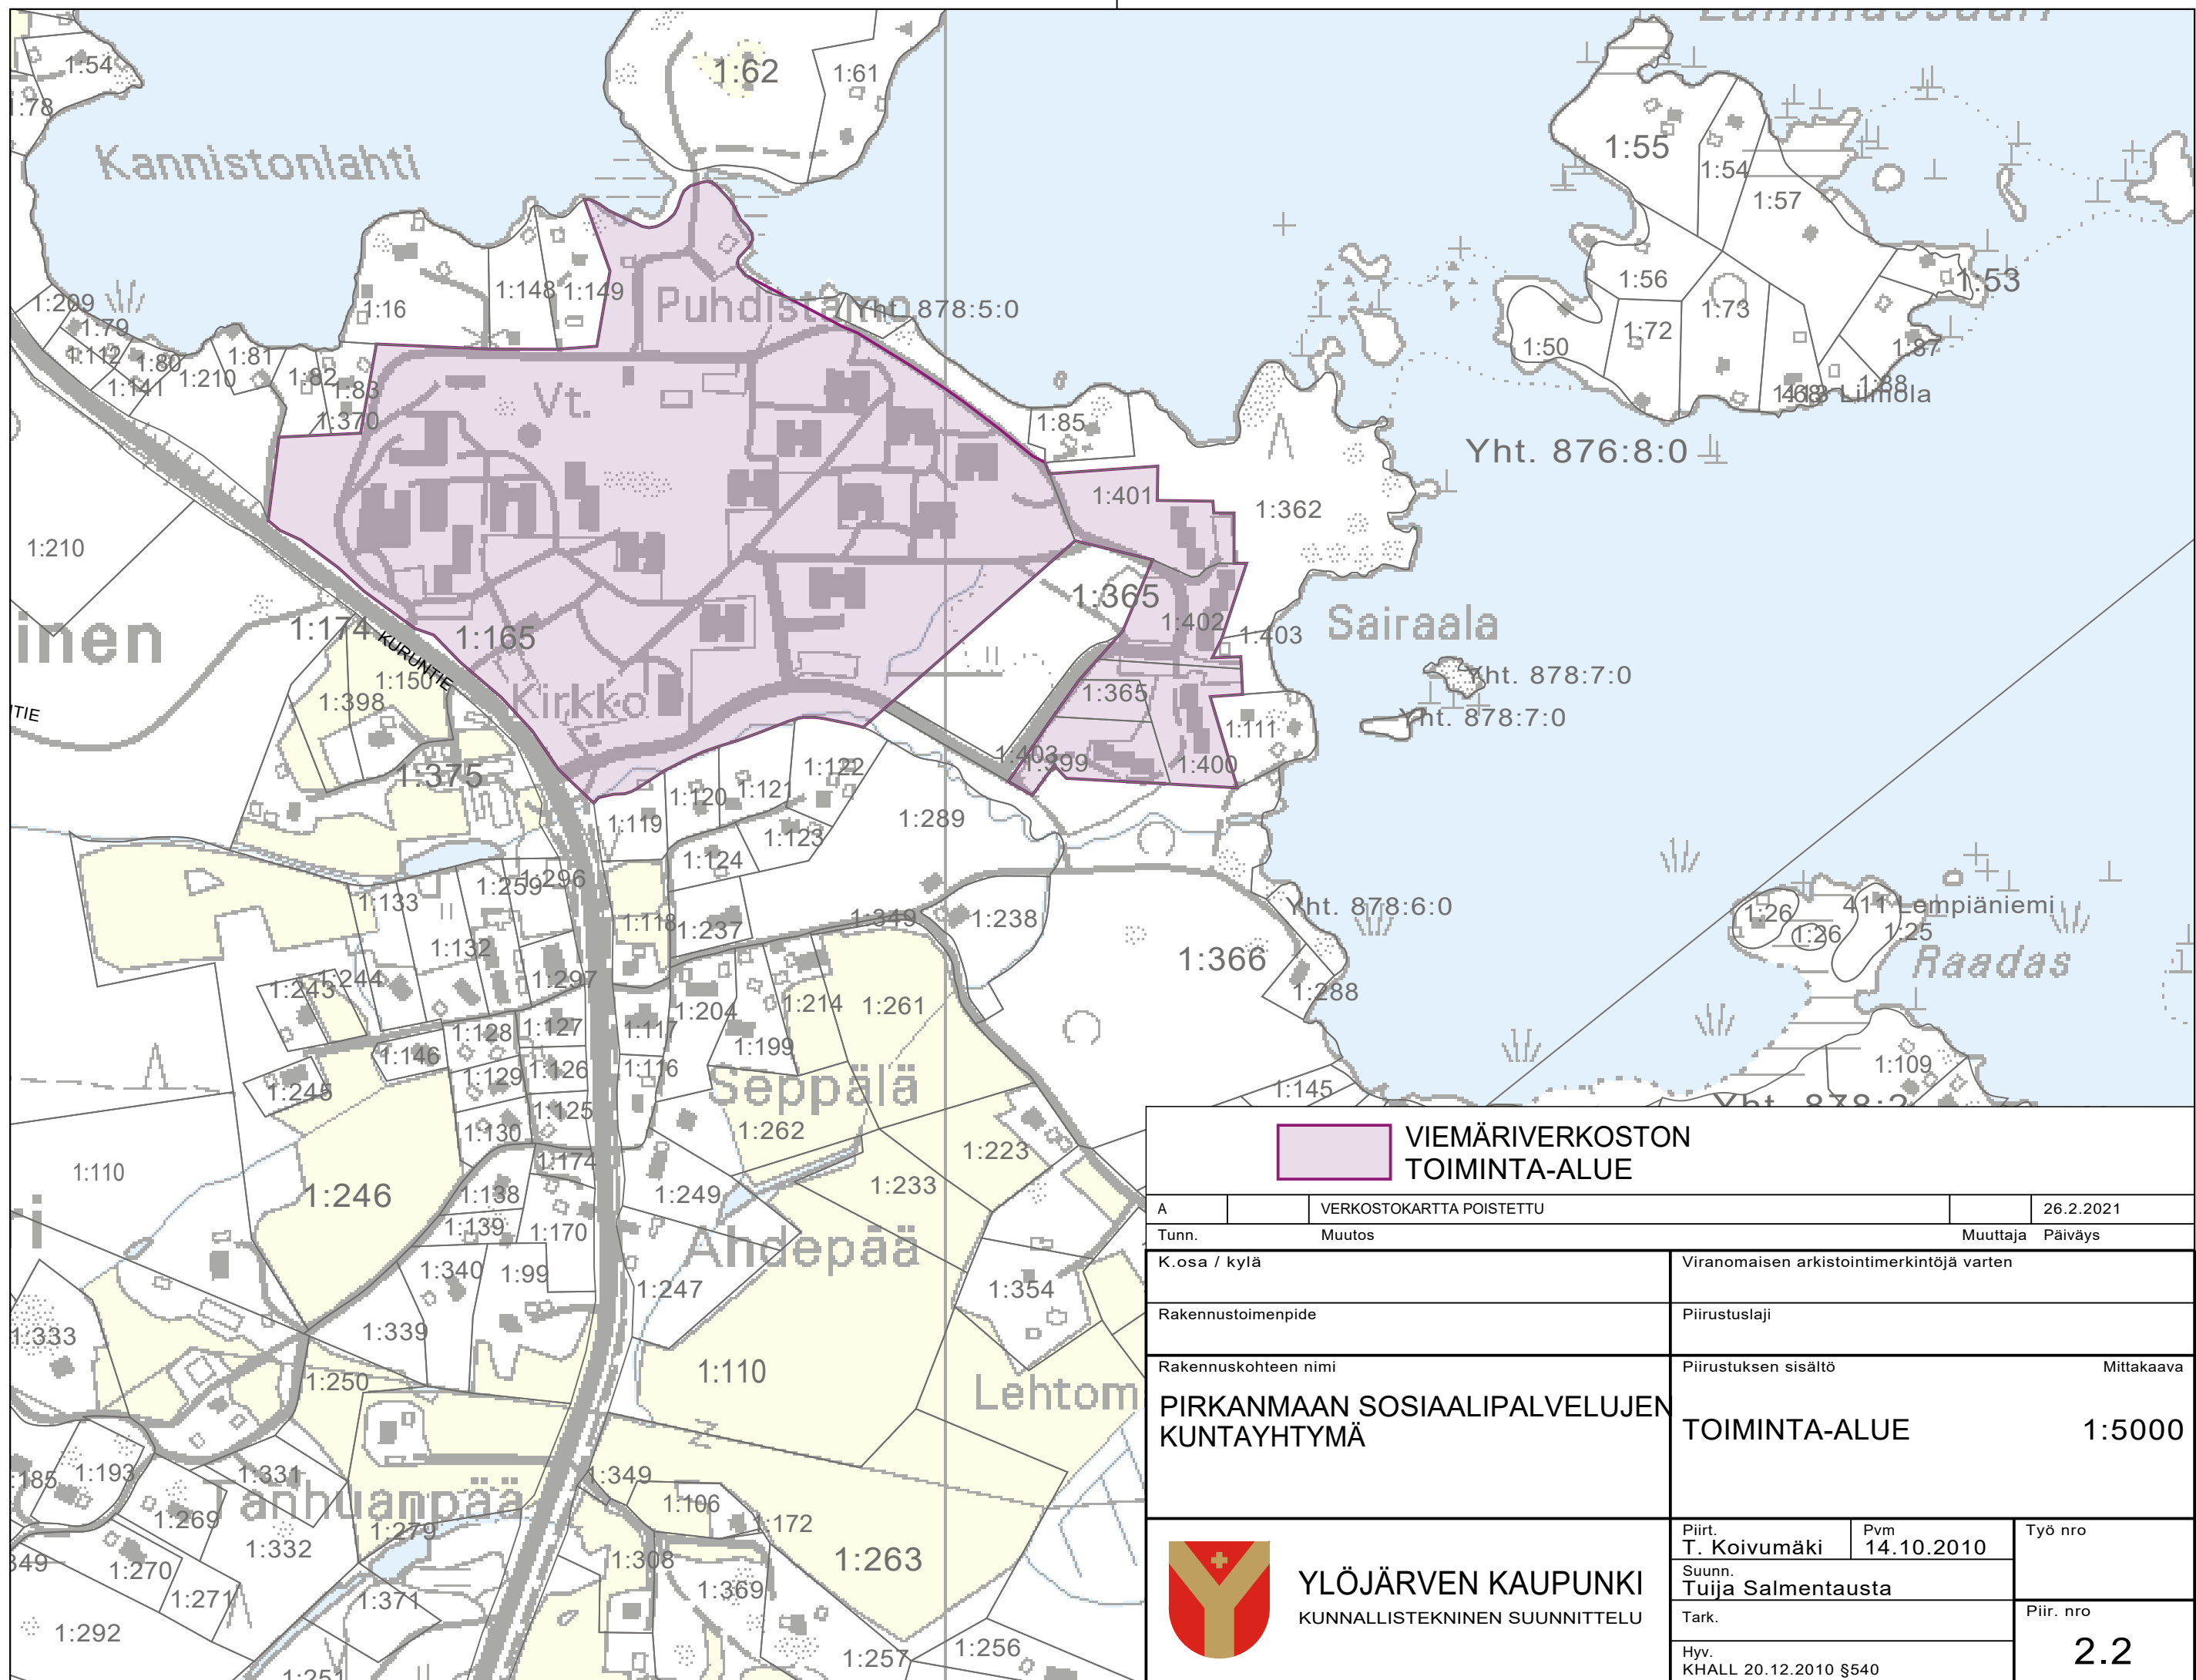 1:54
1:78
1:62
1:61
Kannistonlahti
1:55
1:54
1:57
1:56
1:53
1:73
1:72
1:50
1:87
1:88
Yht. 876:8:0
1:209
1:79
1:112
1:80
1:141
1:210
1:81
1:82
1:83
1:370
1:16
1:148
1:149
Puhdistamo
Yht. 878:5:0
Vt.
1:85
1:401
1:362
1:210
1:174
KURUNTIE
1:165
Kirkko
1:150
1:398
1:375
1:365
1:402
1:403
Sairaala
Yht. 878:7:0
Yht. 878:7:0
1:365
1:111
1:403
1:399
1:400
inen
TIE
1:122
1:121
1:120
1:119
1:123
1:124
1:289
1:259
1:296
1:133
1:132
1:118
1:237
1:349
1:238
Yht. 878:6:0
1:366
1:288
1:26
1:26
411 Lempiäniemi
1:25
Raadas
1:243
1:244
1:297
1:204
1:214
1:261
1:128
1:127
1:117
1:199
1:146
1:129
1:126
1:116
1:245
1:125
1:130
Seppälä
1:262
1:145
1:109
Yht. 878:2
1:110
1:246
1:174
1:138
1:139
1:170
1:249
1:233
1:223
Ahdepää
1:340
1:99
1:247
1:354
1:333
1:339
1:250
1:110
Lehtom
1:193
1:331
Tanhuanpää
1:269
1:279
1:332
1:270
1:271
1:371
1:292
1:251
1:349
1:106
1:172
1:308
1:369
1:263
1:257
1:256
VIEMÄRIVERKOSTON
TOIMINTA-ALUE
A VERKOSTOKARTTA POISTETTU 26.2.2021
Tunn. Muutos Muuttaja Päiväys
K.osa / kylä
Viranomaisen arkistointimerkintöjä varten
Rakennustoimenpide
Piirustuslaji
Rakennuskohteen nimi
PIRKANMAAN SOSIAALIPALVELUJEN
KUNTAYHTYMÄ
Piirustuksen sisältö Mittakaava
TOIMINTA-ALUE 1:5000
YLÖJÄRVEN KAUPUNKI
KUNNALLISTEKNINEN SUUNNITTELU
Piirt.
T. Koivumäki
Pvm
14.10.2010
Työ nro
Suunn.
Tuija Salmentausta
Tark.
Hyv.
KHALL 20.12.2010 §540
Piir. nro
2.2